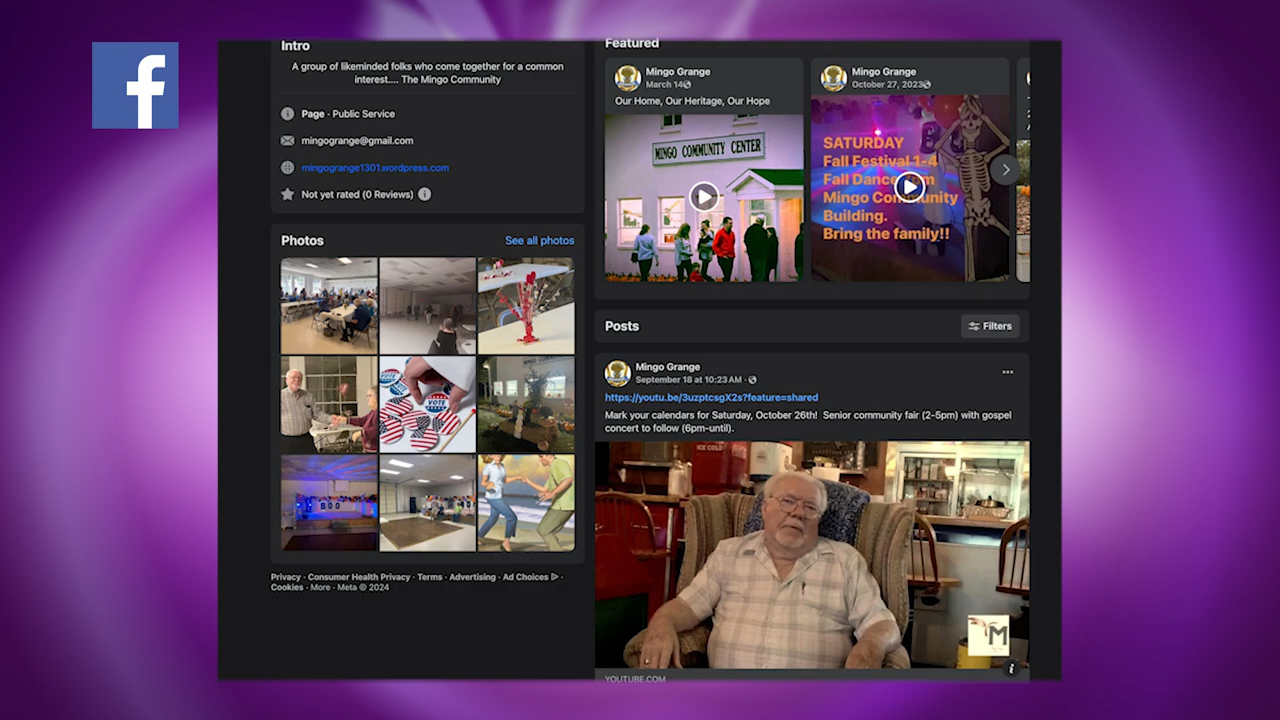 f
Intro
A group of likeminded folks who come together for a common
interest.... The Mingo Community
Page · Public Service
mingogrange@gmail.com
mingogrange1301.wordpress.com
Not yet rated (0 Reviews)
Photos
See all photos
VOTE
BOO
Privacy · Consumer Health Privacy · Terms · Advertising · Ad Choices ·
Cookies · More · Meta © 2024
Featured
Mingo Grange
March 14
Our Home, Our Heritage, Our Hope
MINGO COMMUNITY CENTER
Mingo Grange
October 27, 2023
SATURDAY
Fall Festival 1-4
Fall Dance
Mingo Community
Building.
Bring the family!!
Posts
Filters
Mingo Grange
September 18 at 10:23 AM ·
https://youtu.be/3uzptcsgX2s?feature=shared
Mark your calendars for Saturday, October 26th! Senior community fair (2-5pm) with gospel
concert to follow (6pm-until).
ICE COLD
M
YOUTUBE.COM